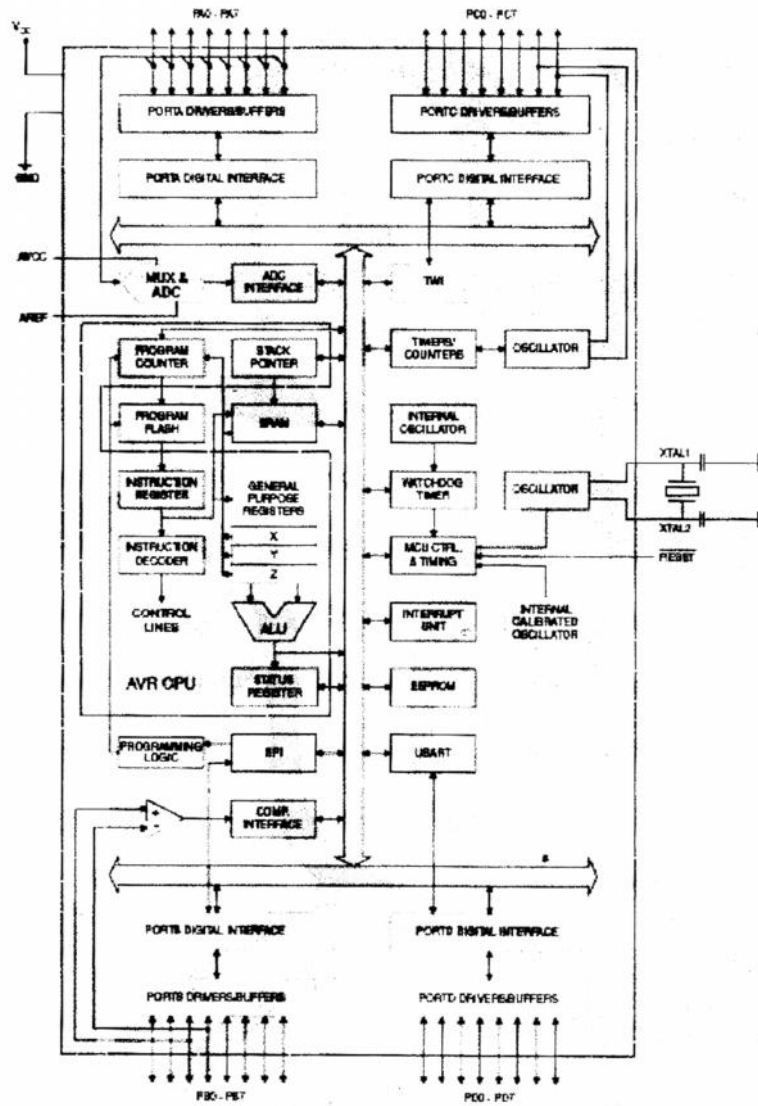 PA0 - PA7
PC0 - PC7
VCC
PORTA DRIVERS/BUFFERS
PORTC DRIVERS/BUFFERS
GND
PORTA DIGITAL INTERFACE
PORTC DIGITAL INTERFACE
AVCC
MUX &
ADC
ADC
INTERFACE
TWI
AREF
PROGRAM
COUNTER
STACK
POINTER
TIMERS/
COUNTERS
OSCILLATOR
PROGRAM
FLASH
SRAM
INTERNAL
OSCILLATOR
XTAL1
INSTRUCTION
REGISTER
GENERAL
PURPOSE
REGISTERS
WATCHDOG
TIMER
OSCILLATOR
XTAL2
X
Y
Z
INSTRUCTION
DECODER
MCU CTRL.
& TIMING
RESET
CONTROL
LINES
ALU
INTERRUPT
UNIT
INTERNAL
CALIBRATED
OSCILLATOR
AVR CPU
STATUS
REGISTER
EEPROM
PROGRAMMING
LOGIC
SPI
USART
+
-
COMP.
INTERFACE
PORTB DIGITAL INTERFACE
PORTD DIGITAL INTERFACE
PORTB DRIVERS/BUFFERS
PORTD DRIVERS/BUFFERS
PB0 - PB7
PD0 - PD7